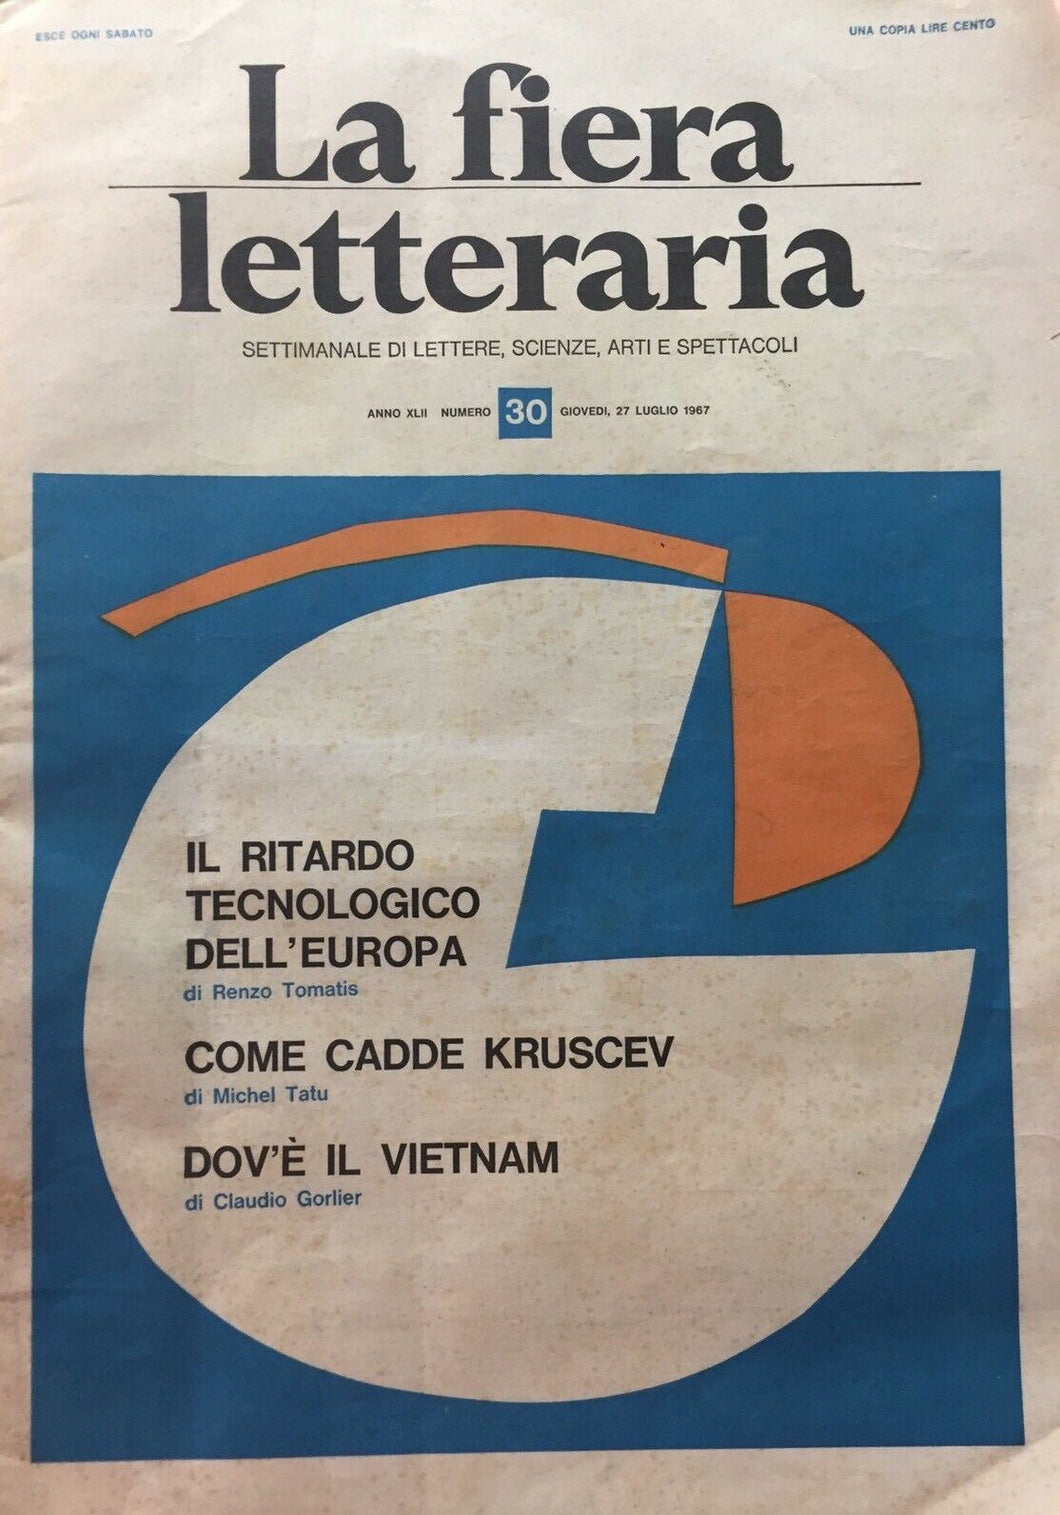 ESCE OGNI SABATO
UNA COPIA LIRE CENTO
La fiera
letteraria
SETTIMANALE DI LETTERE, SCIENZE, ARTI E SPETTACOLI
ANNO XLII NUMERO 30 GIOVEDI, 27 LUGLIO 1967
IL RITARDO
TECNOLOGICO
DELL'EUROPA
di Renzo Tomatis
COME CADDE KRUSCEV
di Michel Tatu
DOV'È IL VIETNAM
di Claudio Gorlier